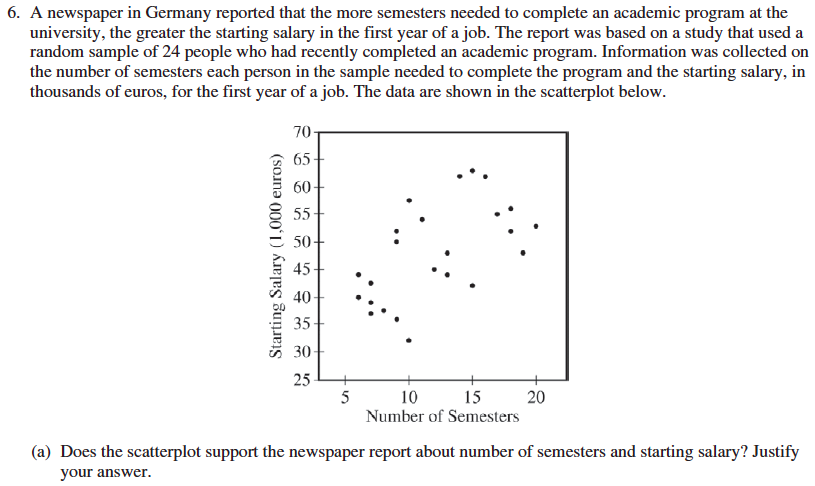 6. A newspaper in Germany reported that the more semesters needed to complete an academic program at the
university, the greater the starting salary in the first year of a job. The report was based on a study that used a
random sample of 24 people who had recently completed an academic program. Information was collected on
the number of semesters each person in the sample needed to complete the program and the starting salary, in
thousands of euros, for the first year of a job. The data are shown in the scatterplot below.
Starting Salary (1,000 euros)
70
65
60
55
50
45
40
35
30
25
5 10 15 20
Number of Semesters
(a) Does the scatterplot support the newspaper report about number of semesters and starting salary? Justify
your answer.